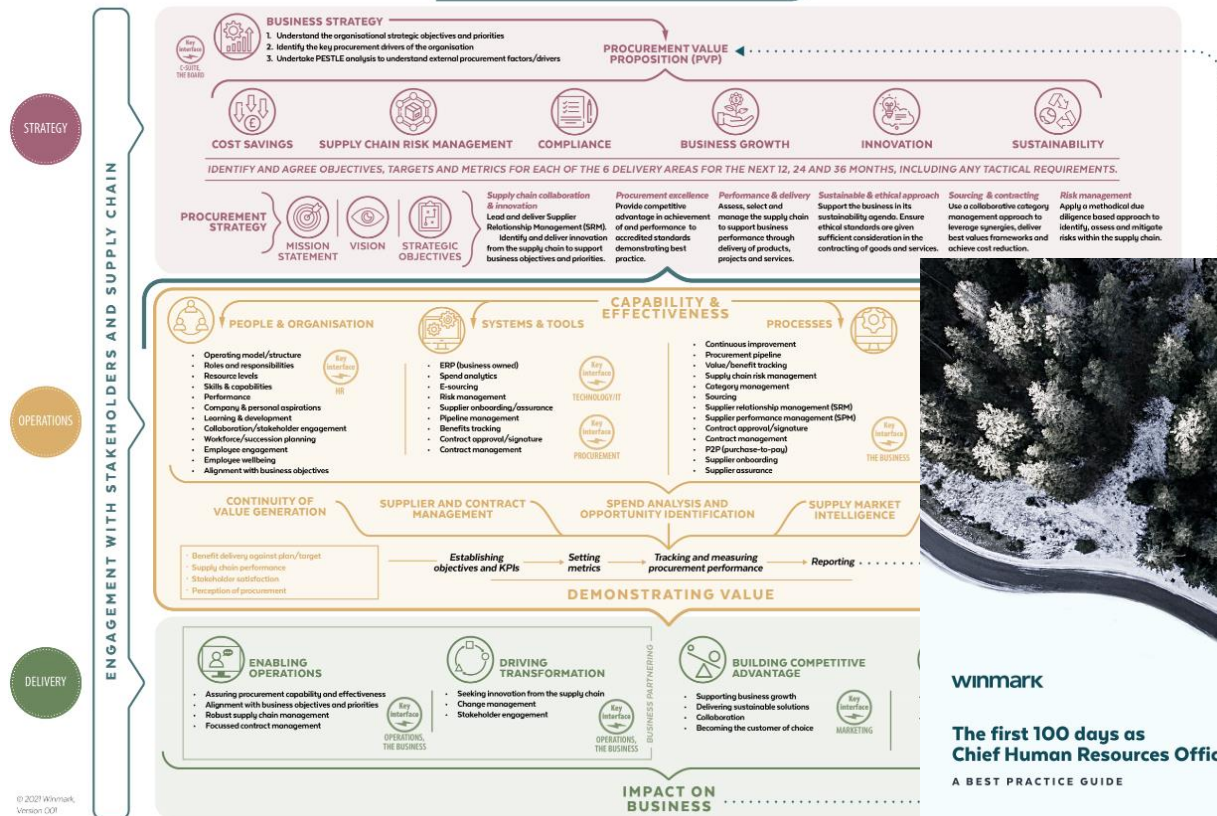 BUSINESS STRATEGY
1. Understand the organisational strategic objectives and priorities
2. Identify the key procurement drivers of the organisation
3. Undertake PESTLE analysis to understand external procurement factors/drivers
Key
interface
C-SUITE,
THE BOARD
PROCUREMENT VALUE
PROPOSITION (PVP)
STRATEGY
COST SAVINGS
SUPPLY CHAIN RISK MANAGEMENT
COMPLIANCE
BUSINESS GROWTH
INNOVATION
SUSTAINABILITY
IDENTIFY AND AGREE OBJECTIVES, TARGETS AND METRICS FOR EACH OF THE 6 DELIVERY AREAS FOR THE NEXT 12, 24 AND 36 MONTHS, INCLUDING ANY TACTICAL REQUIREMENTS.
PROCUREMENT
STRATEGY
MISSION
STATEMENT
VISION
STRATEGIC
OBJECTIVES
Supply chain collaboration
& innovation
Lead and deliver Supplier
Relationship Management (SRM).
Identify and deliver innovation
from the supply chain to support
business objectives and priorities.
Procurement excellence
Provide competitive
advantage in achievement
of and performance to
accredited standards
demonstrating best
practice.
Performance & delivery
Assess, select and
manage the supply chain
to support business
performance through
delivery of products,
projects and services.
Sustainable & ethical approach
Support the business in its
sustainability agenda. Ensure
ethical standards are given
sufficient consideration in the
contracting of goods and services.
Sourcing & contracting
Use a collaborative category
management approach to
leverage synergies, deliver
best values frameworks and
achieve cost reduction.
Risk management
Apply a methodical due
diligence based approach to
identify, assess and mitigate
risks within the supply chain.
ENGAGEMENT WITH STAKEHOLDERS AND SUPPLY CHAIN
CAPABILITY &
EFFECTIVENESS
OPERATIONS
PEOPLE & ORGANISATION
• Operating model/structure
• Roles and responsibilities
• Resource levels
• Skills & capabilities
• Performance
• Company & personal aspirations
• Learning & development
• Collaboration/stakeholder engagement
• Workforce/succession planning
• Employee engagement
• Employee wellbeing
• Alignment with business objectives
Key
interface
HR
SYSTEMS & TOOLS
• ERP (business owned)
• Spend analytics
• E-sourcing
• Risk management
• Supplier onboarding/assurance
• Pipeline management
• Benefits tracking
• Contract approval/signature
• Contract management
Key
interface
TECHNOLOGY/IT
Key
interface
PROCUREMENT
PROCESSES
• Continuous improvement
• Procurement pipeline
• Value/benefit tracking
• Supply chain risk management
• Category management
• Sourcing
• Supplier relationship management (SRM)
• Supplier performance management (SPM)
• Contract approval/signature
• Contract management
• P2P (purchase-to-pay)
• Supplier onboarding
• Supplier assurance
Key
interface
THE BUSINESS
CONTINUITY OF
VALUE GENERATION
SUPPLIER AND CONTRACT
MANAGEMENT
SPEND ANALYSIS AND
OPPORTUNITY IDENTIFICATION
SUPPLY MARKET
INTELLIGENCE
· Benefit delivery against plan/target
· Supply chain performance
· Stakeholder satisfaction
· Perception of procurement
Establishing
objectives and KPIs
Setting
metrics
Tracking and measuring
procurement performance
Reporting
DEMONSTRATING VALUE
DELIVERY
ENABLING
OPERATIONS
• Assuring procurement capability and effectiveness
• Alignment with business objectives and priorities
• Robust supply chain management
• Focussed contract management
Key
interface
OPERATIONS,
THE BUSINESS
DRIVING
TRANSFORMATION
• Seeking innovation from the supply chain
• Change management
• Stakeholder engagement
Key
interface
OPERATIONS,
THE BUSINESS
BUSINESS PARTNERING
BUILDING COMPETITIVE
ADVANTAGE
• Supporting business growth
• Delivering sustainable solutions
• Collaboration
• Becoming the customer of choice
Key
interface
MARKETING
IMPACT ON
BUSINESS
© 2021 Winmark,
Version 001
winmark
The first 100 days as
Chief Human Resources Offic
A BEST PRACTICE GUIDE